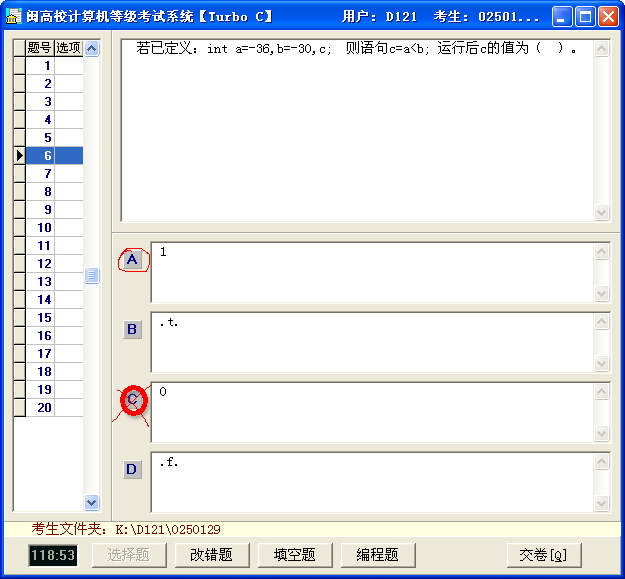 闽高校计算机等级考试系统【Turbo C】 用户: D121 考生: 02501...
题号 选项
1
2
3
4
5
6
7
8
9
10
11
12
13
14
15
16
17
18
19
20
若已定义: int a=-36,b=-30,c; 则语句c=a<b; 运行后c的值为( )。
A 1
B .t.
C 0
D .f.
考生文件夹: K:\D121\0250129
118:53 选择题 改错题 填空题 编程题 交卷[Q]